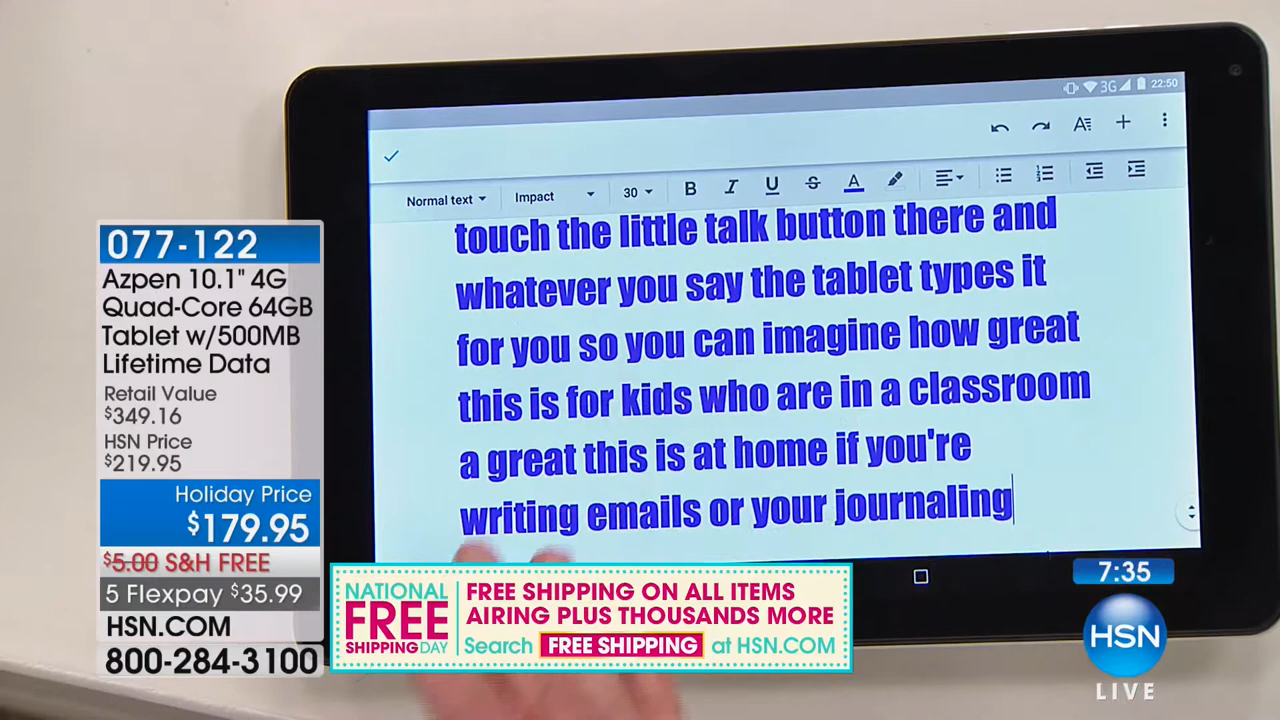 3G 22:50
Normal text Impact 30 B I U S A
touch the little talk button there and
whatever you say the tablet types it
for you so you can imagine how great
this is for kids who are in a classroom
a great this is at home if you're
writing emails or your journaling
077-122
Azpen 10.1" 4G
Quad-Core 64GB
Tablet w/500MB
Lifetime Data
Retail Value
$349.16
HSN Price
$219.95
Holiday Price
$179.95
$5.00 S&H FREE
5 Flexpay $35.99
HSN.COM
800-284-3100
NATIONAL
FREE
SHIPPING DAY
FREE SHIPPING ON ALL ITEMS
AIRING PLUS THOUSANDS MORE
Search FREE SHIPPING at HSN.COM
7:35
HSN
LIVE